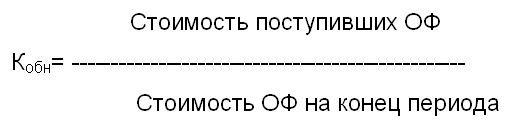 Стоимость поступивших ОФ
Кобн= --------------------------------------------------
Стоимость ОФ на конец периода